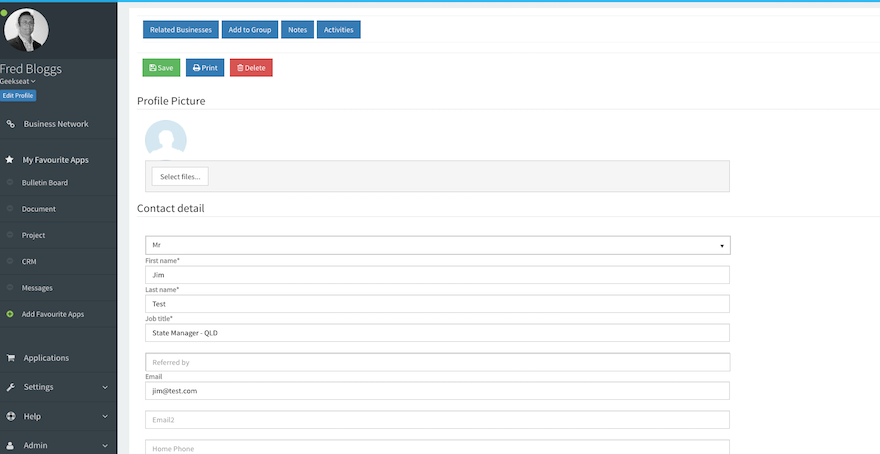 Related Businesses Add to Group Notes Activities
Save Print Delete
Fred Bloggs
Geekseat
Edit Profile
Business Network
My Favourite Apps
Bulletin Board
Document
Project
CRM
Messages
Add Favourite Apps
Applications
Settings
Help
Admin
Profile Picture
Select files...
Contact detail
Mr
First name*
Jim
Last name*
Test
Job title*
State Manager - QLD
Referred by
Email
jim@test.com
Email2
Home Phone